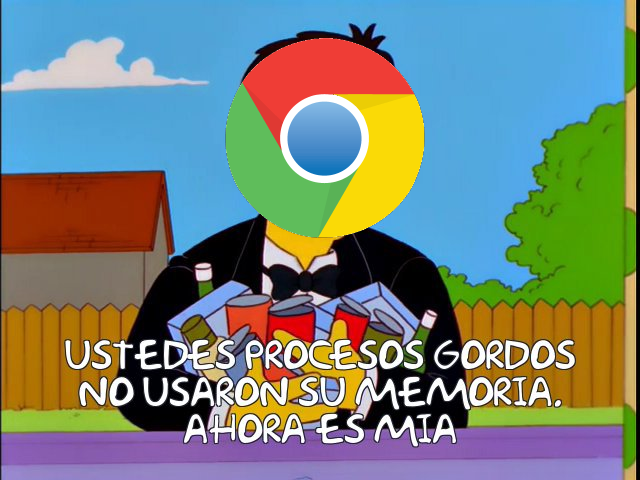 USTEDES PROCESOS GORDOS
NO USARON SU MEMORIA.
AHORA ES MIA